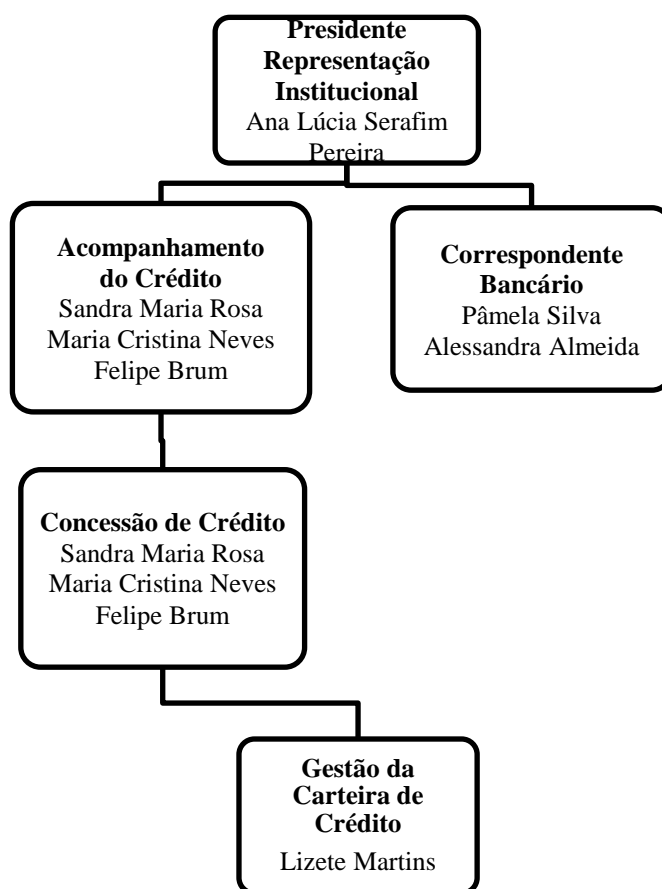 Presidente
Representação
Institucional
Ana Lúcia Serafim
Pereira
Acompanhamento
do Crédito
Sandra Maria Rosa
Maria Cristina Neves
Felipe Brum
Correspondente
Bancário
Pâmela Silva
Alessandra Almeida
Concessão de Crédito
Sandra Maria Rosa
Maria Cristina Neves
Felipe Brum
Gestão da
Carteira de
Crédito
Lizete Martins